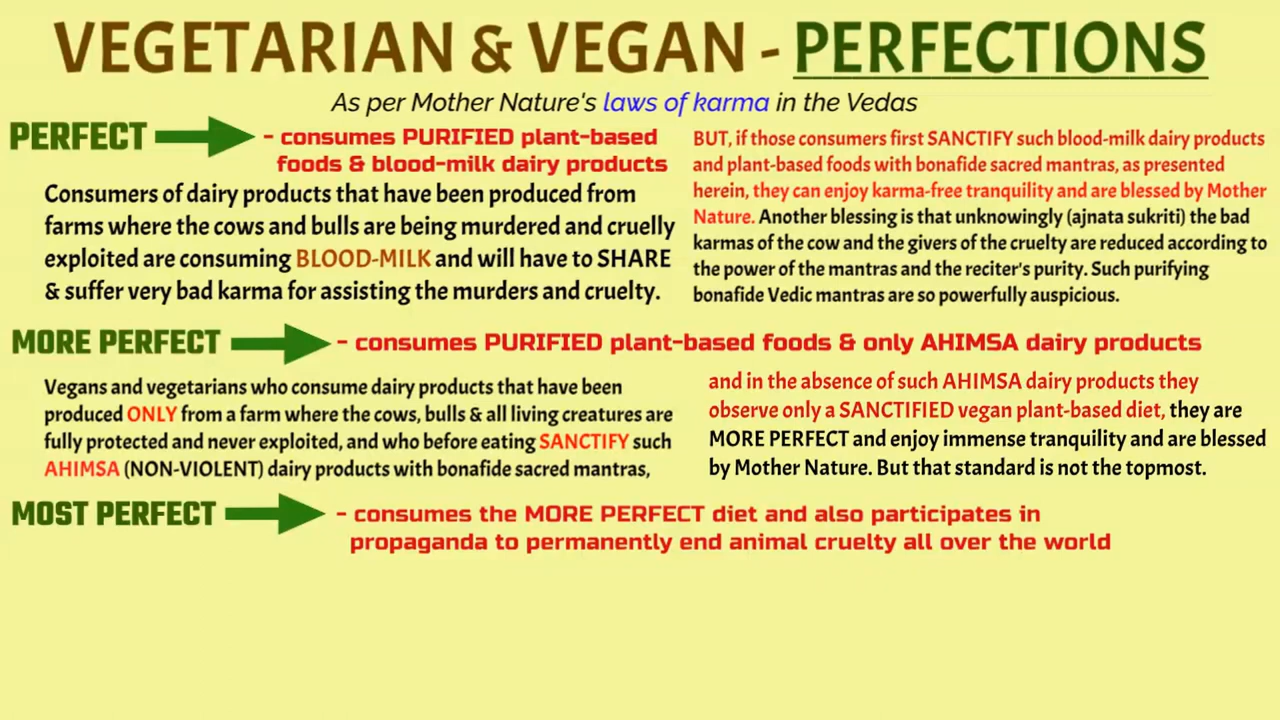 VEGETARIAN & VEGAN - PERFECTIONS
As per Mother Nature's laws of karma in the Vedas
PERFECT
- consumes PURIFIED plant-based
foods & blood-milk dairy products
Consumers of dairy products that have been produced from
farms where the cows and bulls are being murdered and cruelly
exploited are consuming BLOOD-MILK and will have to SHARE
& suffer very bad karma for assisting the murders and cruelty.
BUT, if those consumers first SANCTIFY such blood-milk dairy products
and plant-based foods with bonafide sacred mantras, as presented
herein, they can enjoy karma-free tranquility and are blessed by Mother
Nature. Another blessing is that unknowingly (ajnata sukriti) the bad
karmas of the cow and the givers of the cruelty are reduced according to
the power of the mantras and the reciter's purity. Such purifying
bonafide Vedic mantras are so powerfully auspicious.
MORE PERFECT
- consumes PURIFIED plant-based foods & only AHIMSA dairy products
Vegans and vegetarians who consume dairy products that have been
produced ONLY from a farm where the cows, bulls & all living creatures are
fully protected and never exploited, and who before eating SANCTIFY such
AHIMSA (NON-VIOLENT) dairy products with bonafide sacred mantras,
and in the absence of such AHIMSA dairy products they
observe only a SANCTIFIED vegan plant-based diet, they are
MORE PERFECT and enjoy immense tranquility and are blessed
by Mother Nature. But that standard is not the topmost.
MOST PERFECT
- consumes the MORE PERFECT diet and also participates in
propaganda to permanently end animal cruelty all over the world